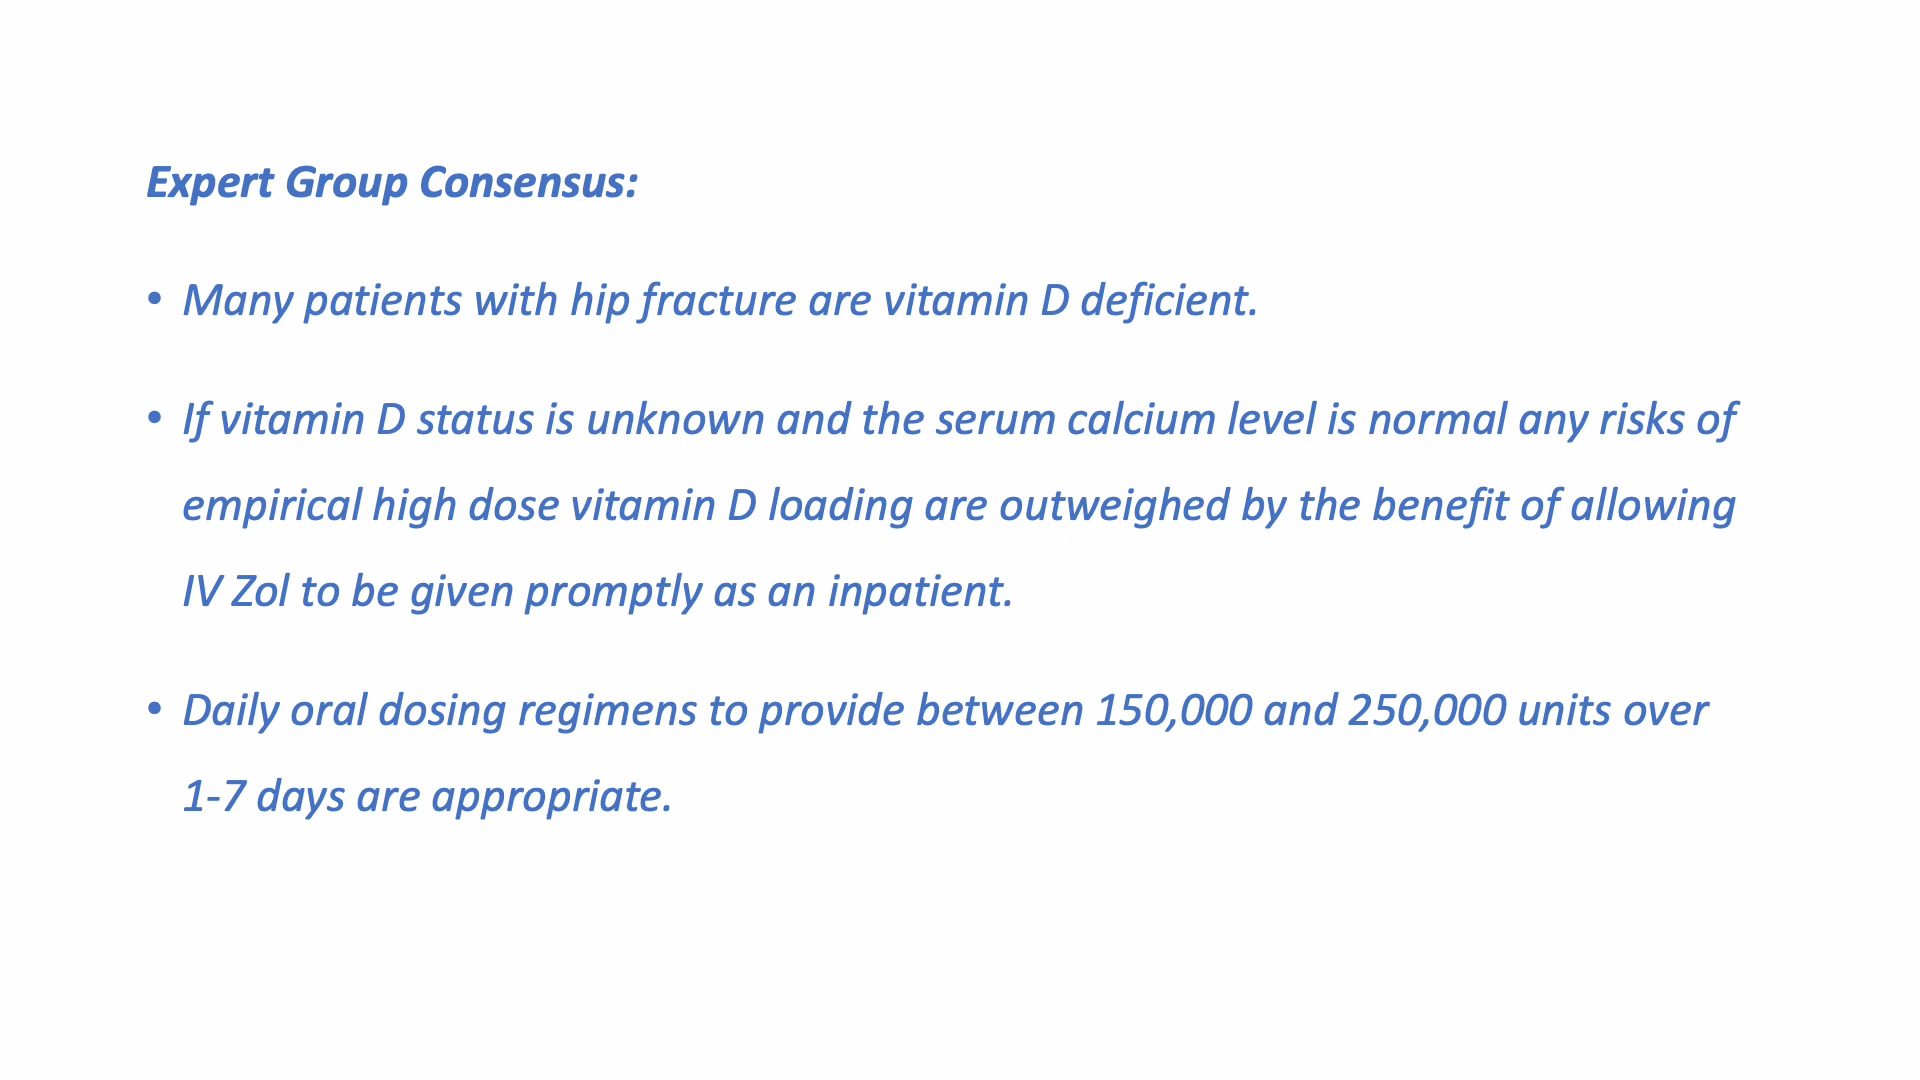 Expert Group Consensus:
• Many patients with hip fracture are vitamin D deficient.
• If vitamin D status is unknown and the serum calcium level is normal any risks of
empirical high dose vitamin D loading are outweighed by the benefit of allowing
IV Zol to be given promptly as an inpatient.
• Daily oral dosing regimens to provide between 150,000 and 250,000 units over
1-7 days are appropriate.